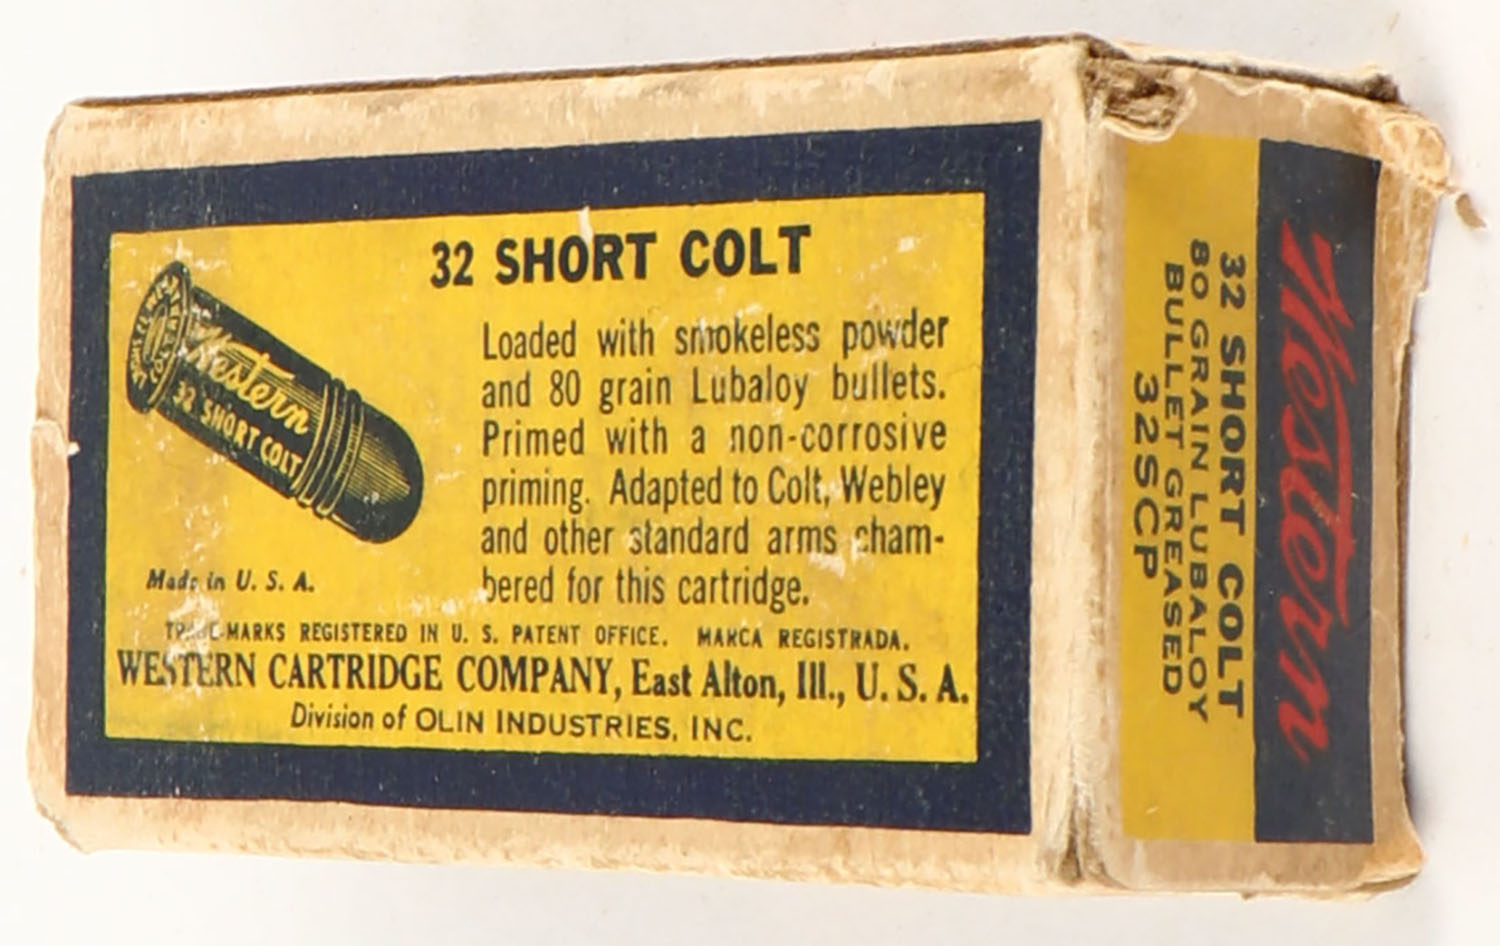 32 SHORT COLT
Western
32 SHORT COLT
Loaded with smokeless powder
and 80 grain Lubaloy bullets.
Primed with a non-corrosive
priming. Adapted to Colt, Webley
and other standard arms cham-
bered for this cartridge.
Made in U. S. A.
TRADE-MARKS REGISTERED IN U. S. PATENT OFFICE. MARCA REGISTRADA.
WESTERN CARTRIDGE COMPANY, East Alton, Ill., U. S. A.
Division of OLIN INDUSTRIES, INC.
Western
32 SHORT COLT
80 GRAIN LUBALOY
BULLET GREASED
32SCP